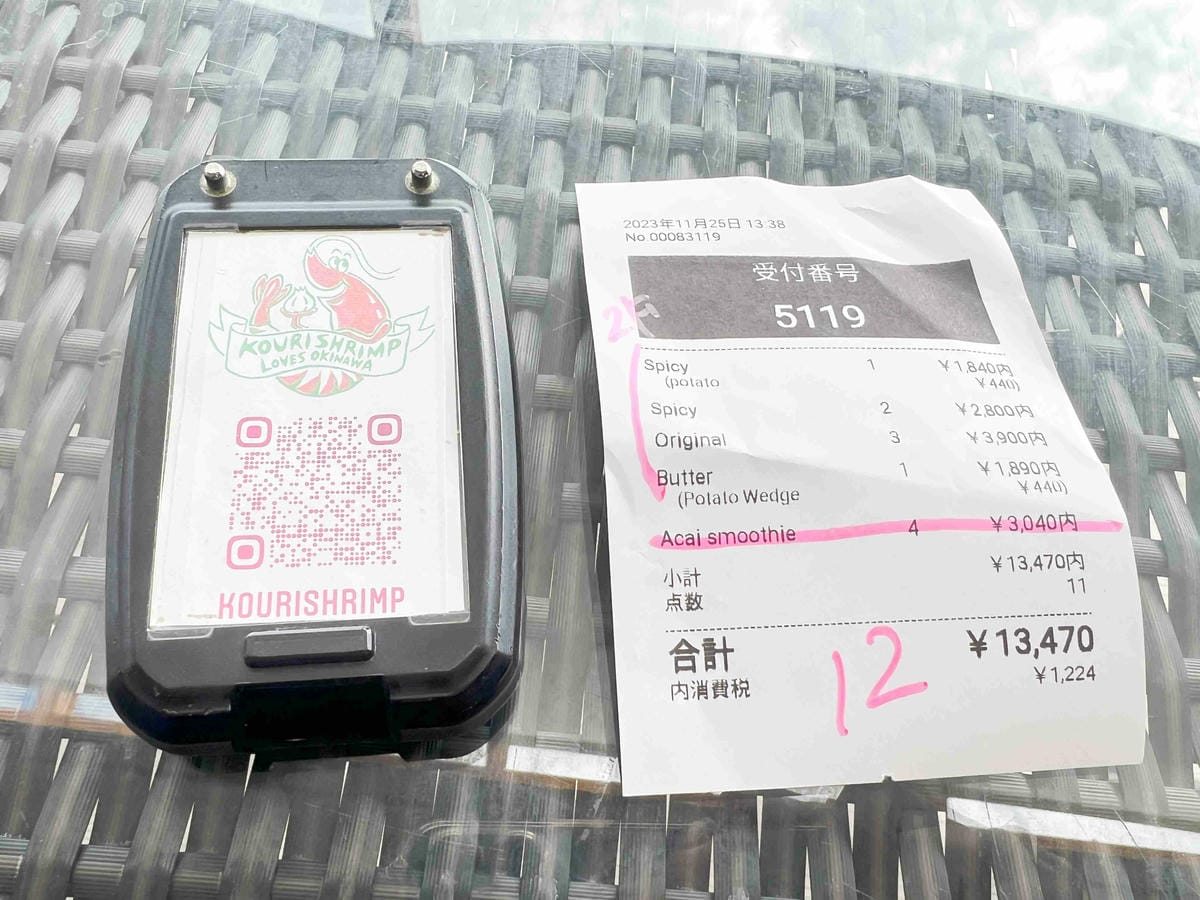 KOURI SHRIMP
LOVES OKINAWA
KOURISHRIMP
2023年11月25日 13:38
No 00083119
受付番号
5119
Spicy 1 ¥1,840内
(potato ¥440)
Spicy 2 ¥2,800内
Original 3 ¥3,900内
Butter 1 ¥1,890内
(Potato Wedge ¥440)
Acai smoothie 4 ¥3,040内
小計 ¥13,470内
点数 11
合計 ¥13,470
内消費税 ¥1,224
12